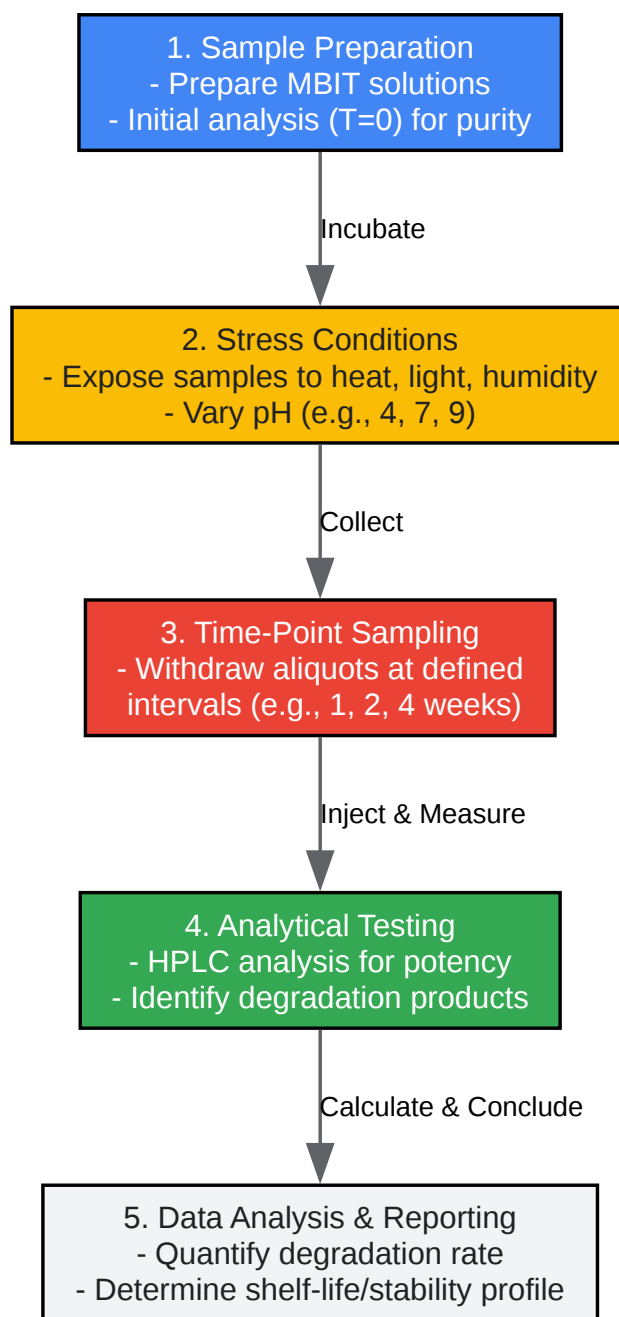 1. Sample Preparation
- Prepare MBIT solutions
- Initial analysis (T=0) for purity
Incubate
2. Stress Conditions
- Expose samples to heat, light, humidity
- Vary pH (e.g., 4, 7, 9)
Collect
3. Time-Point Sampling
- Withdraw aliquots at defined
intervals (e.g., 1, 2, 4 weeks)
Inject & Measure
4. Analytical Testing
- HPLC analysis for potency
- Identify degradation products
Calculate & Conclude
5. Data Analysis & Reporting
- Quantify degradation rate
- Determine shelf-life/stability profile